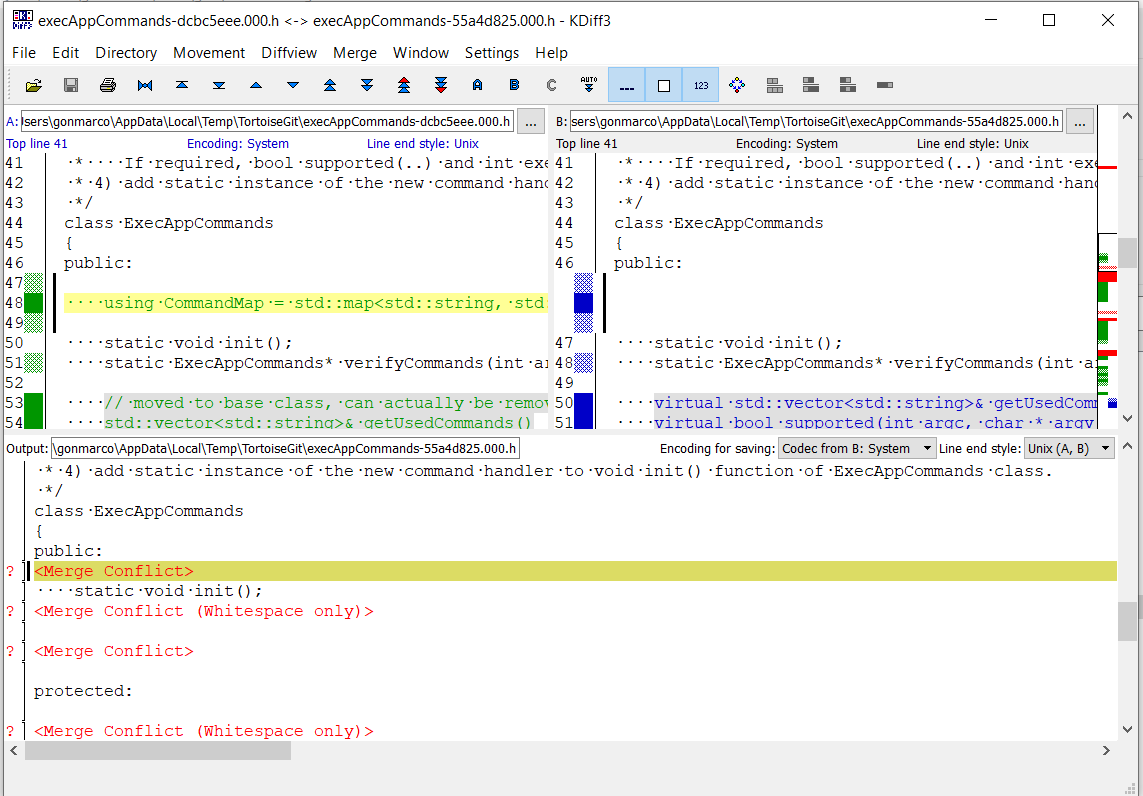 execAppCommands-dcbc5eee.000.h <-> execAppCommands-55a4d825.000.h - KDiff3
File Edit Directory Movement Diffview Merge Window Settings Help
A B C AUTO 123
A: Jsers\gonmarco\AppData\Local\Temp\TortoiseGit\execAppCommands-dcbc5eee.000.h ...
Top line 41 Encoding: System Line end style: Unix
41 ·*····If required, bool supported(..) and int exe
42 ·*·4) add static instance of the new command hand
43 ·*/
44 class·ExecAppCommands
45 {
46 public:
47
48 ····using·CommandMap·=·std::map<std::string,·std:
49
50 ····static·void·init();
51 ····static·ExecAppCommands*·verifyCommands(int·ar
52
53 ····//·moved·to·base·class,·can·actually·be·remov
54 ····std::vector<std::string>&·getUsedCommands()
B: sers\gonmarco\AppData\Local\Temp\TortoiseGit\execAppCommands-55a4d825.000.h ...
Top line 41 Encoding: System Line end style: Unix
41 ·*····If required, bool supported(..) and int exe
42 ·*·4) add static instance of the new command hand
43 ·*/
44 class·ExecAppCommands
45 {
46 public:
47 ····static·void·init();
48 ····static·ExecAppCommands*·verifyCommands(int·a
49
50 ····virtual·std::vector<std::string>&·getUsedCom
51 ····virtual·bool·supported(int·argc,·char·*·argv
Output: \gonmarco\AppData\Local\Temp\TortoiseGit\execAppCommands-55a4d825.000.h Encoding for saving: Codec from B: System Line end style: Unix (A, B)
·*·4)·add·static·instance·of·the·new·command·handler·to·void·init()·function·of·ExecAppCommands·class.
·*/
class·ExecAppCommands
{
public:
? <Merge Conflict>
····static·void·init();
? <Merge Conflict (Whitespace only)>
? <Merge Conflict>
protected:
? <Merge Conflict (Whitespace only)>